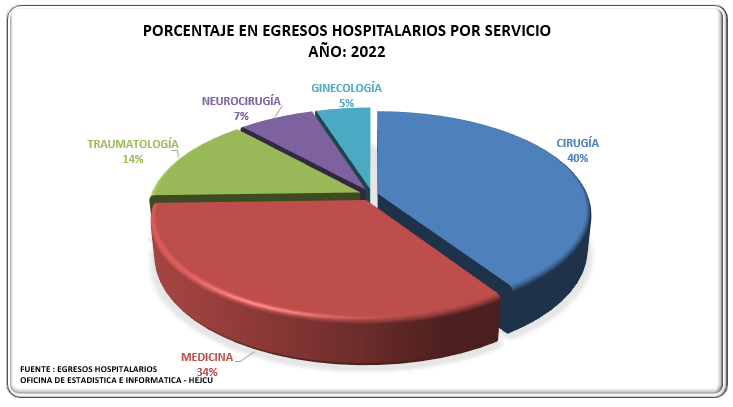 PORCENTAJE EN EGRESOS HOSPITALARIOS POR SERVICIO
AÑO: 2022
GINECOLOGÍA
5%
NEUROCIRUGÍA
7%
CIRUGÍA
40%
TRAUMATOLOGÍA
14%
MEDICINA
34%
FUENTE : EGRESOS HOSPITALARIOS
OFICINA DE ESTADISTICA E INFORMATICA - HEJCU